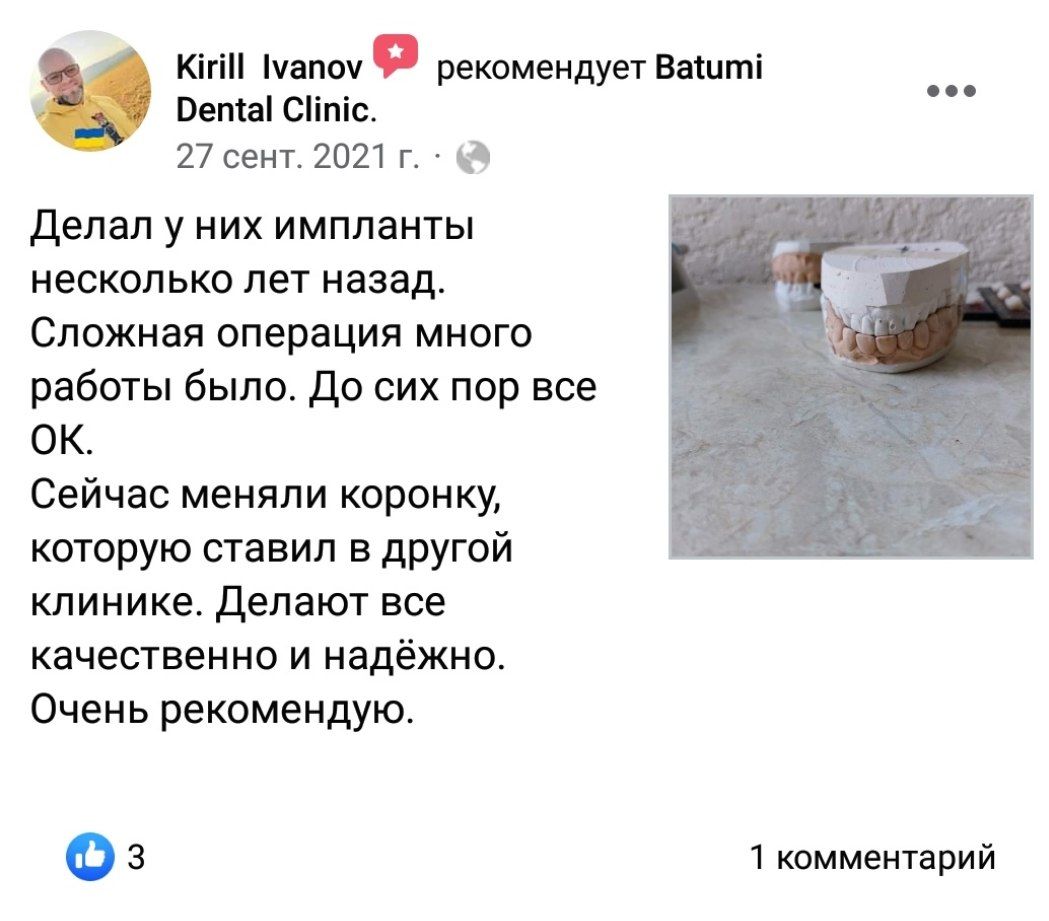 Kirill Ivanov рекомендует Batumi
Dental Clinic.
27 сент. 2021 г. ·
Делал у них импланты
несколько лет назад.
Сложная операция много
работы было. До сих пор все
ОК.
Сейчас меняли коронку,
которую ставил в другой
клинике. Делают все
качественно и надёжно.
Очень рекомендую.
3
1 комментарий